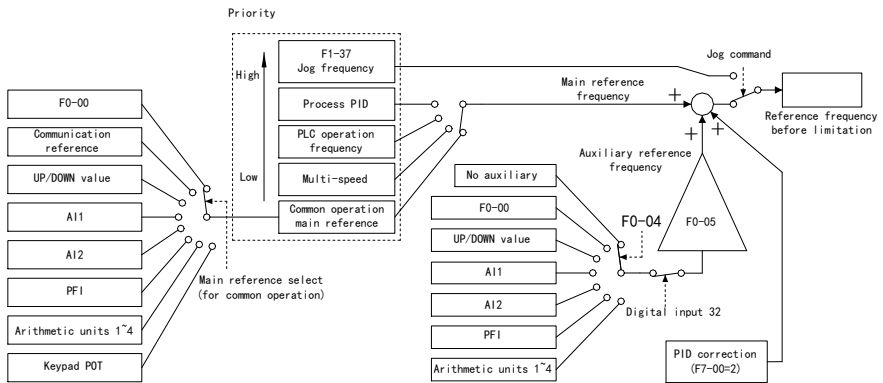 Priority
High
Low
F1-37
Jog frequency
Process PID
PLC operation
frequency
Multi-speed
Common operation
main reference
F0-00
Communication
reference
UP/DOWN value
AI1
AI2
PFI
Arithmetic units 1~4
Keypad POT
Main reference select
(for common operation)
Main reference
frequency
Jog command
Reference frequency
before limitation
+
+
+
Auxiliary reference
frequency
No auxiliary
F0-00
UP/DOWN value
AI1
AI2
PFI
Arithmetic units 1~4
F0-04
F0-05
Digital input 32
PID correction
(F7-00=2)